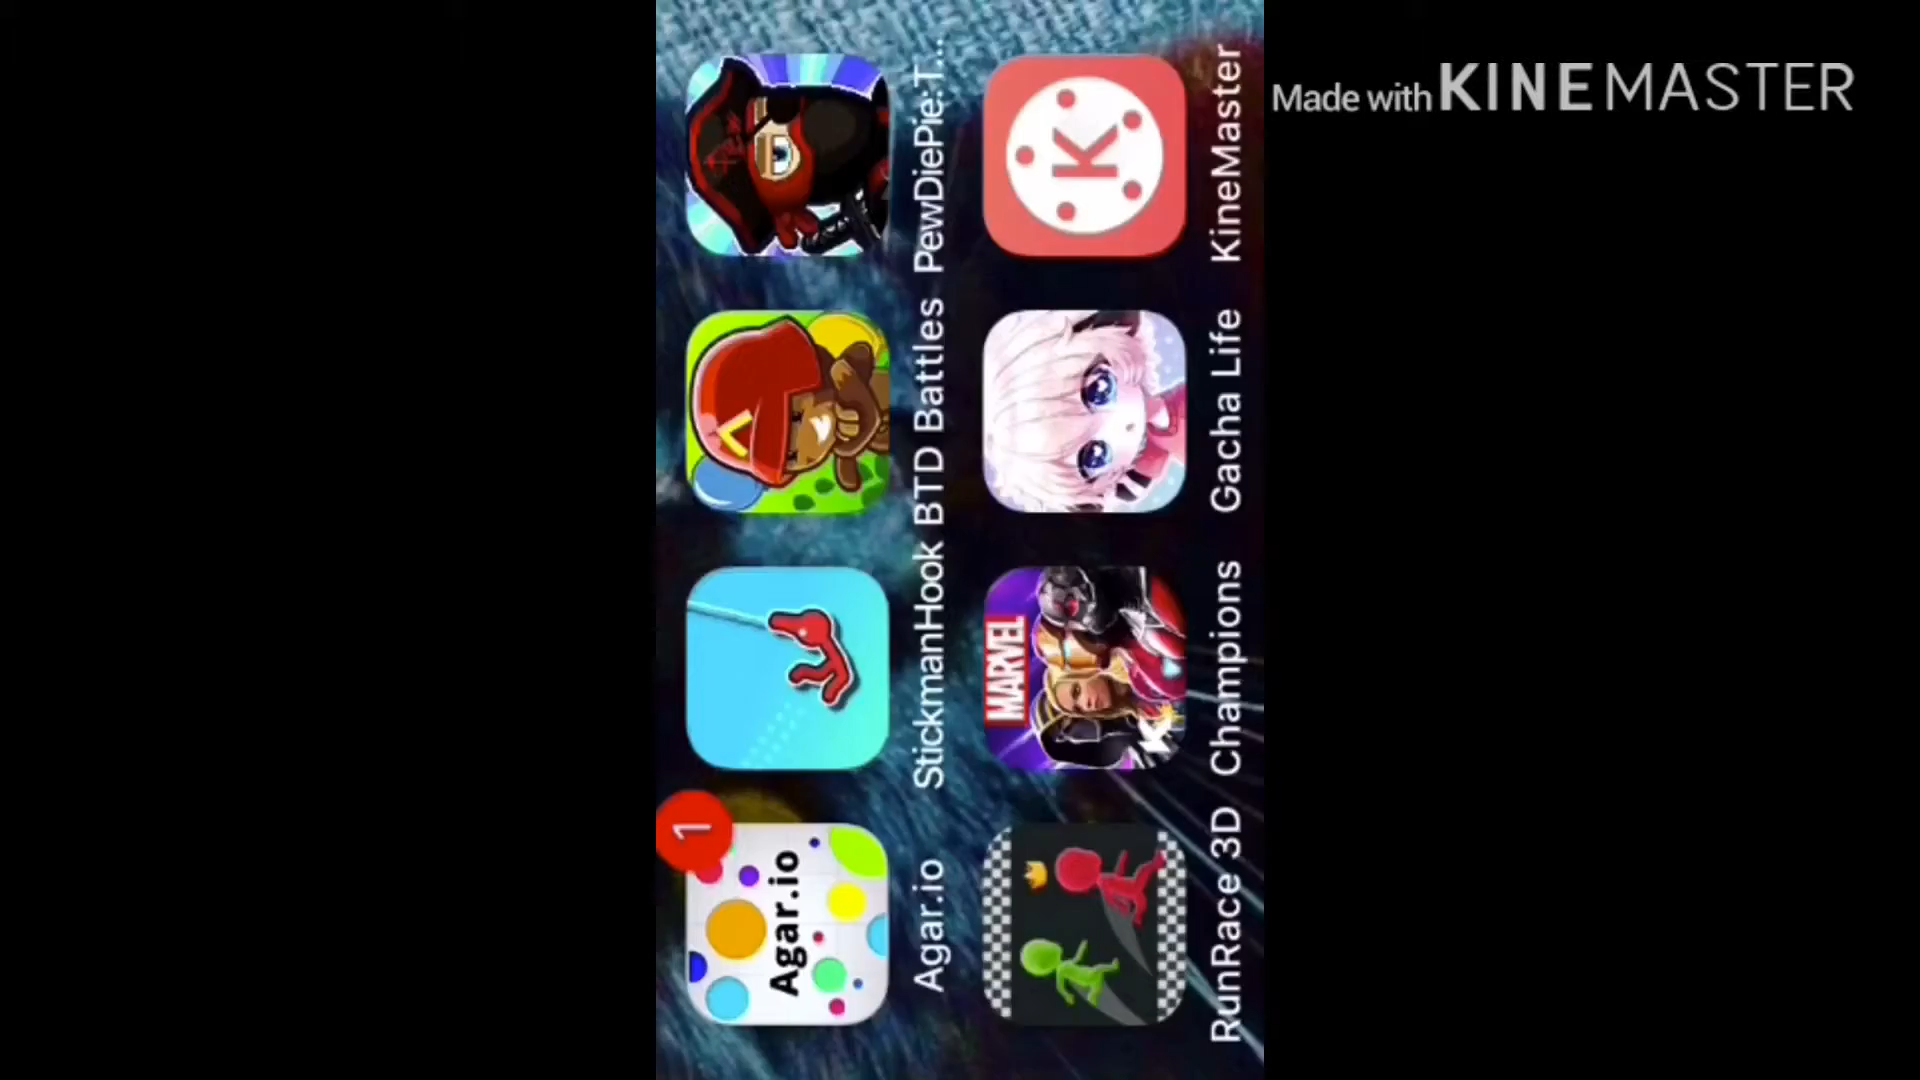 Made with KINEMASTER
1
Agar.io
Agar.io StickmanHook BTD Battles PewDiePie:T...
MARVEL
K
RunRace 3D Champions Gacha Life KineMaster